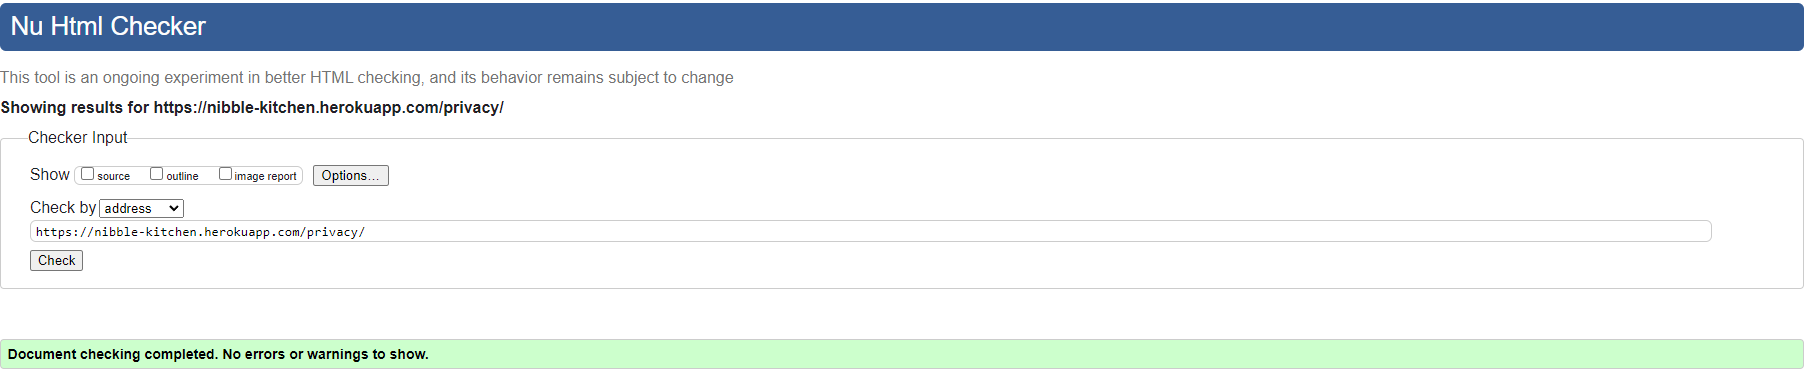 Nu Html Checker
This tool is an ongoing experiment in better HTML checking, and its behavior remains subject to change
Showing results for https://nibble-kitchen.herokuapp.com/privacy/
Checker Input
Show source outline image report Options...
Check by address
https://nibble-kitchen.herokuapp.com/privacy/
Check
Document checking completed. No errors or warnings to show.